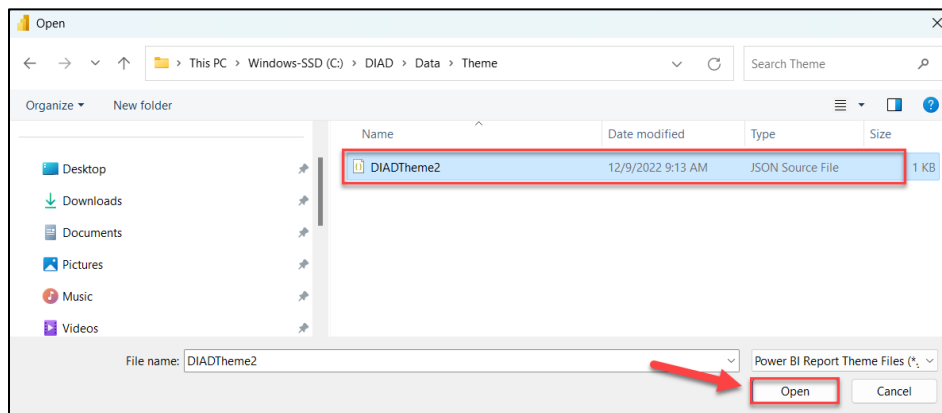 Open
This PC > Windows-SSD (C:) > DIAD > Data > Theme
Search Theme
Organize
New folder
Name
Date modified
Type
Size
DIADTheme2
12/9/2022 9:13 AM
JSON Source File
1 KB
Desktop
Downloads
Documents
Pictures
Music
Videos
File name:
DIADTheme2
Power BI Report Theme Files (*.
Open
Cancel